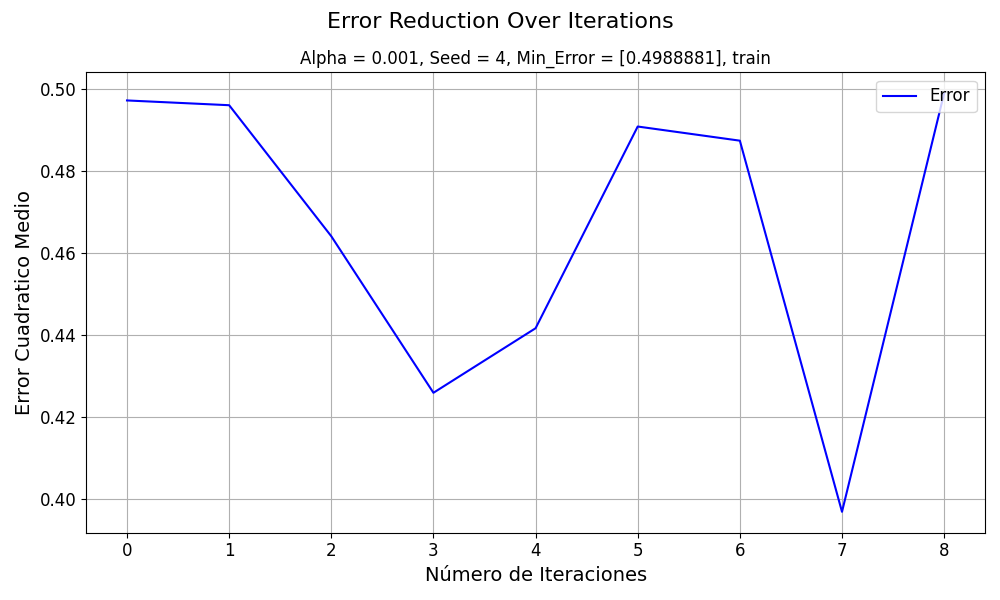 Error Reduction Over Iterations
Alpha = 0.001, Seed = 4, Min_Error = [0.4988881], train
Error
0.50
0.48
0.46
0.44
0.42
0.40
Error Cuadratico Medio
0 1 2 3 4 5 6 7 8
Número de Iteraciones